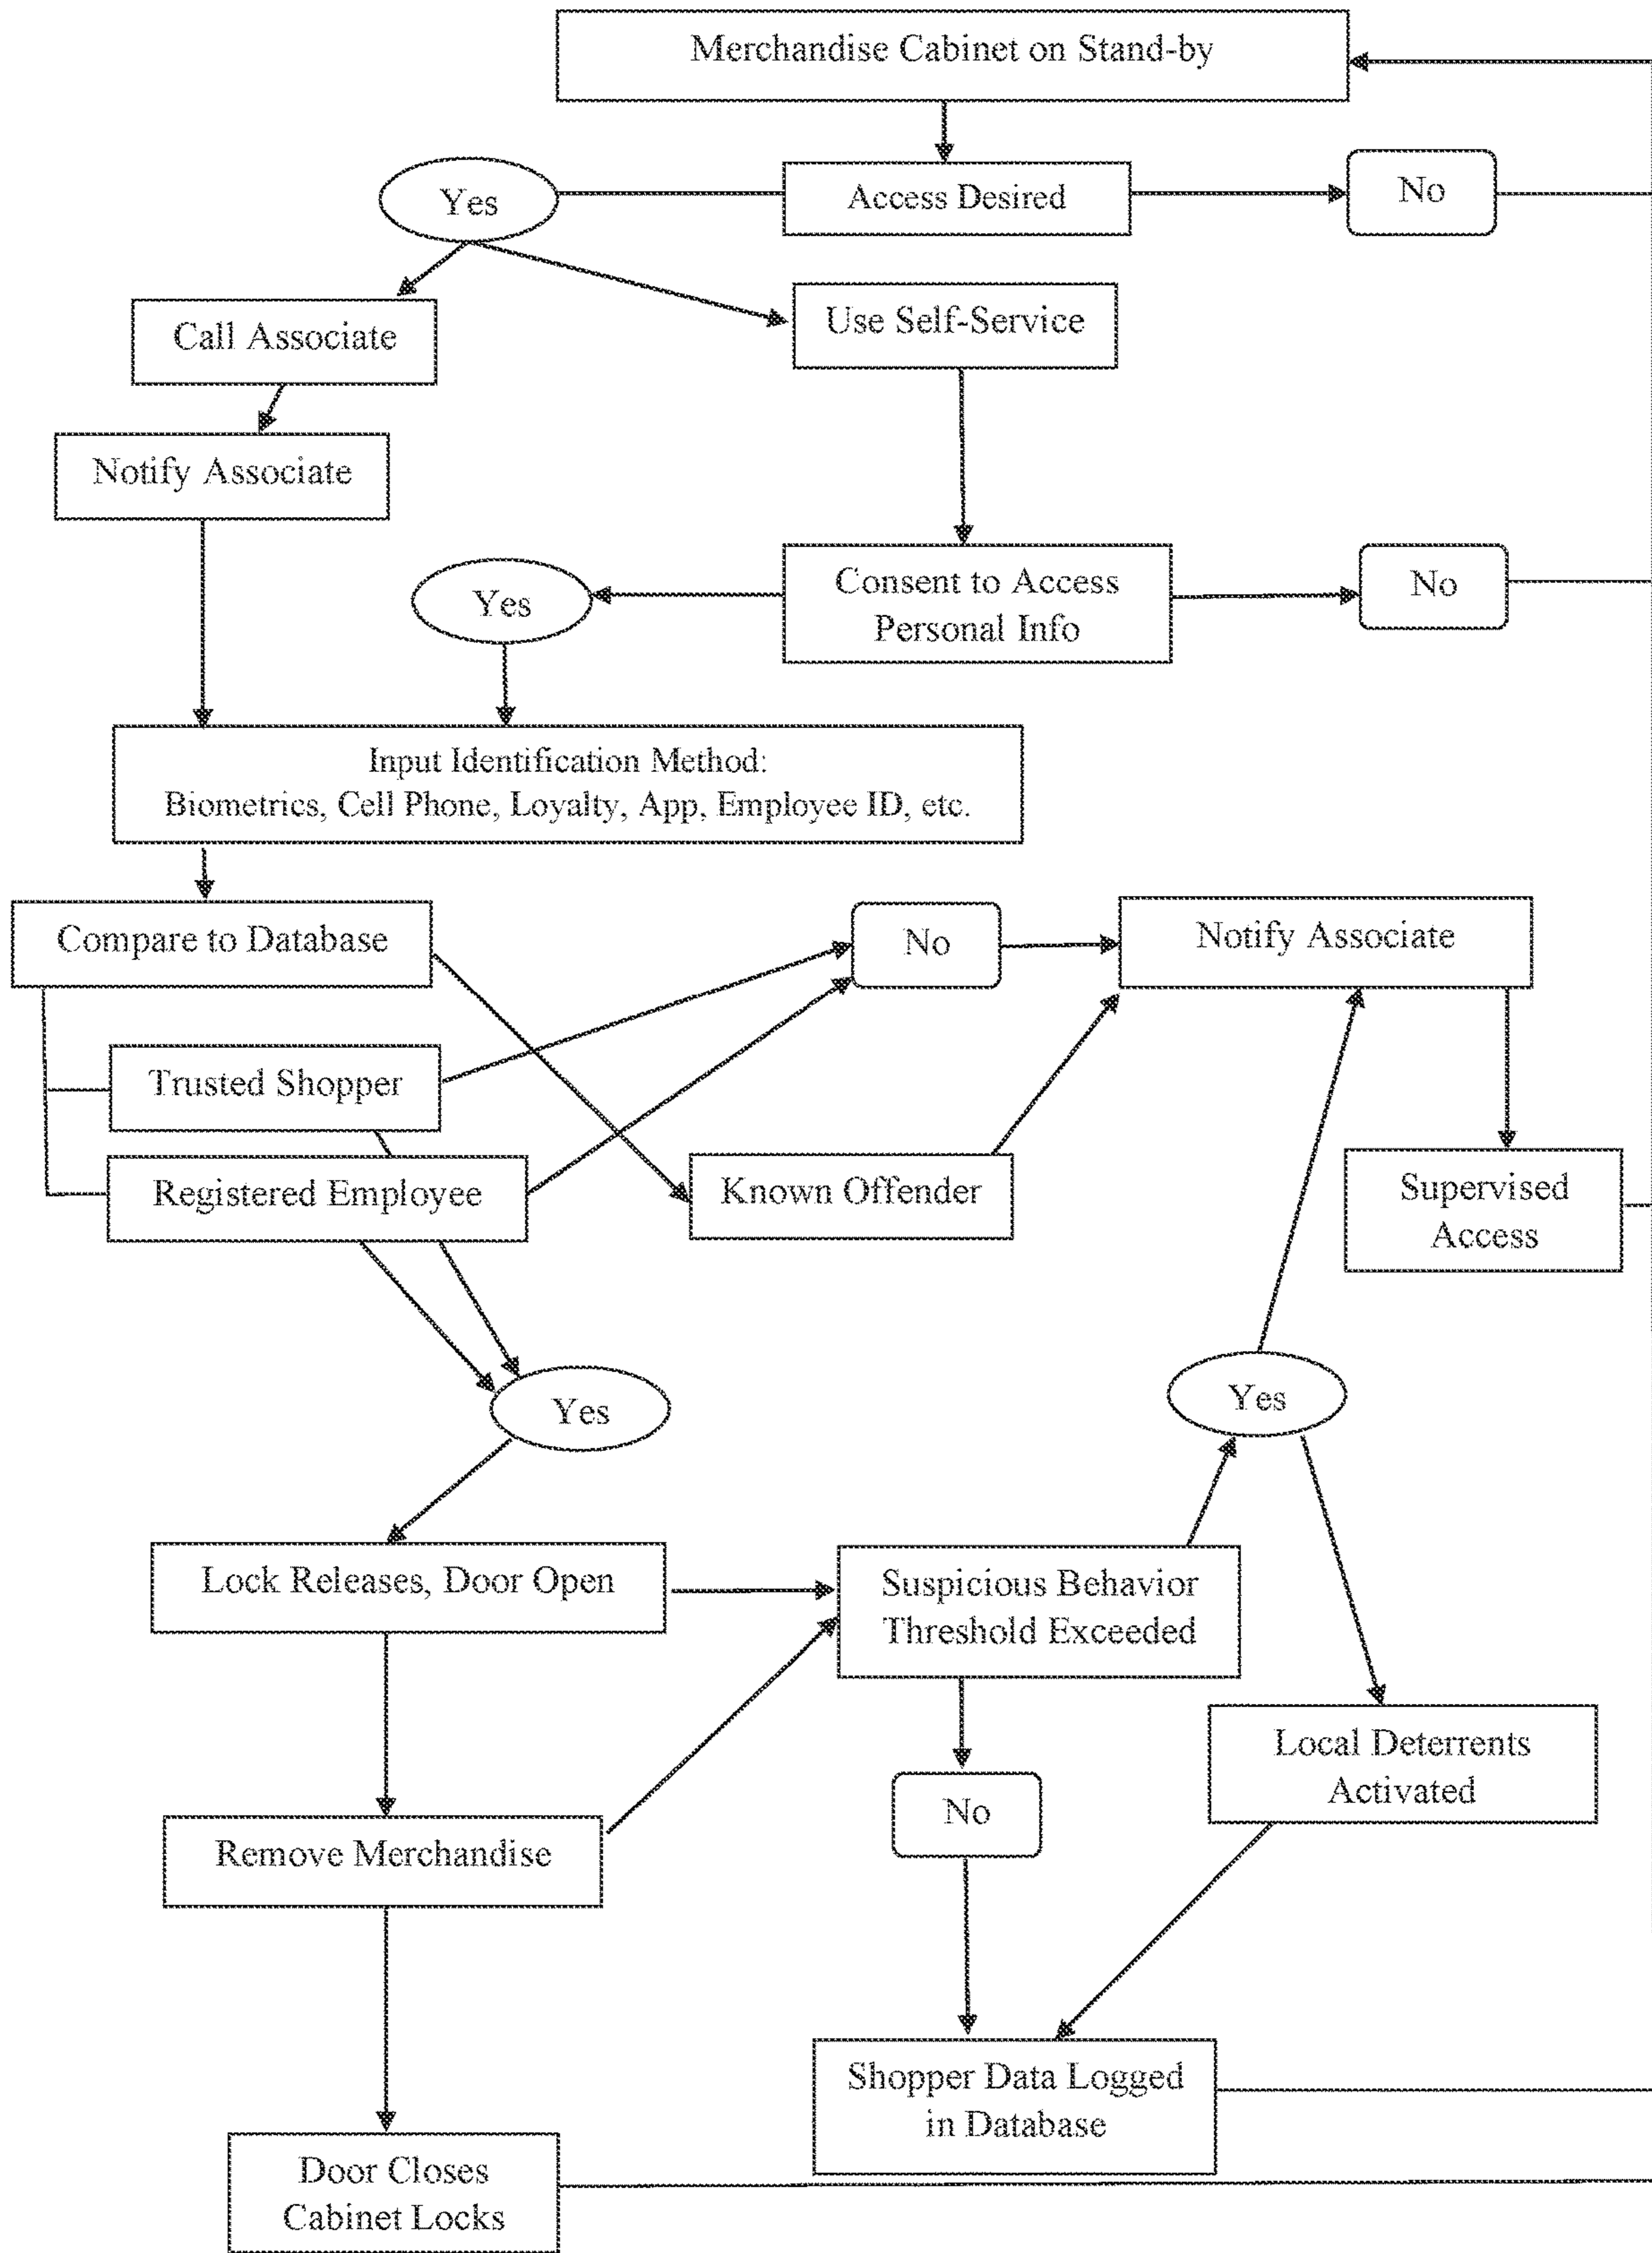 Merchandise Cabinet on Stand-by
Yes
Access Desired
No
Call Associate
Use Self-Service
Notify Associate
Yes
Consent to Access
Personal Info
No
Input Identification Method:
Biometrics, Cell Phone, Loyalty, App, Employee ID, etc.
Compare to Database
No
Notify Associate
Trusted Shopper
Registered Employee
Known Offender
Supervised
Access
Yes
Yes
Lock Releases, Door Open
Suspicious Behavior
Threshold Exceeded
Local Deterrents
Activated
No
Remove Merchandise
Shopper Data Logged
in Database
Door Closes
Cabinet Locks